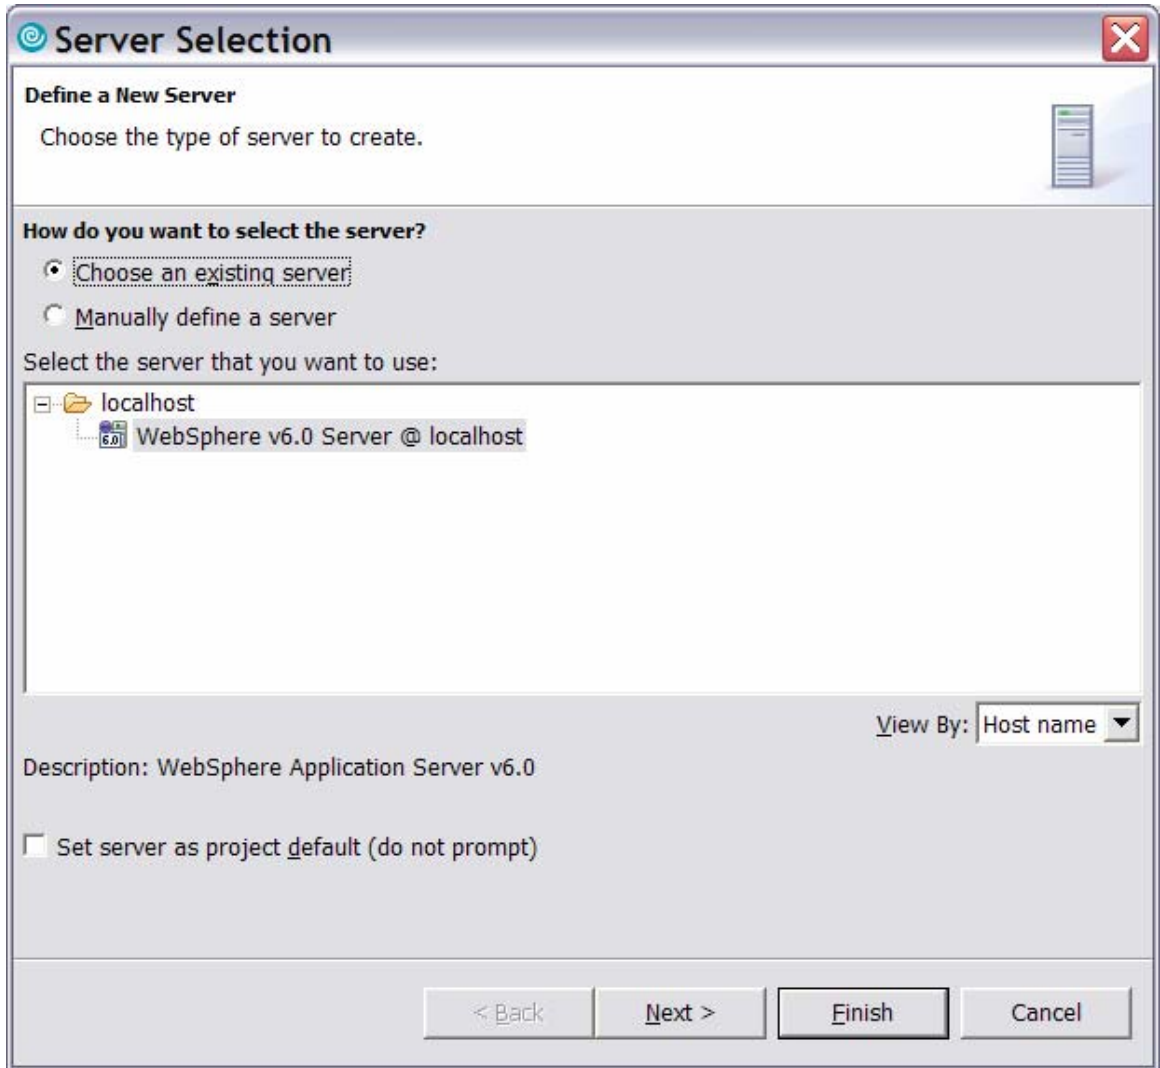 Server Selection
Define a New Server
Choose the type of server to create.
How do you want to select the server?
Choose an existing server
Manually define a server
Select the server that you want to use:
localhost
6.0
WebSphere v6.0 Server @ localhost
View By: Host name
Description: WebSphere Application Server v6.0
Set server as project default (do not prompt)
< Back Next > Finish Cancel